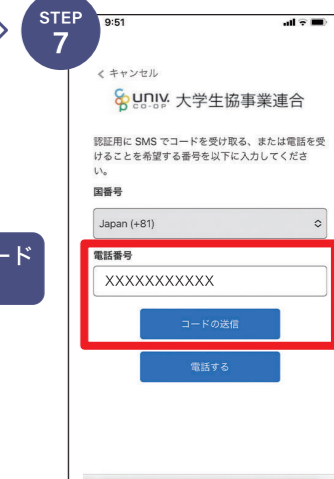 STEP
7
9:51
キャンセル
univ.
CO-OP
大学生協事業連合
認証用に SMS でコードを受け取る、または電話を受
けることを希望する番号を以下に入力してくださ
い。
国番号
Japan (+81)
電話番号
XXXXXXXXXXX
ード
コードの送信
電話する